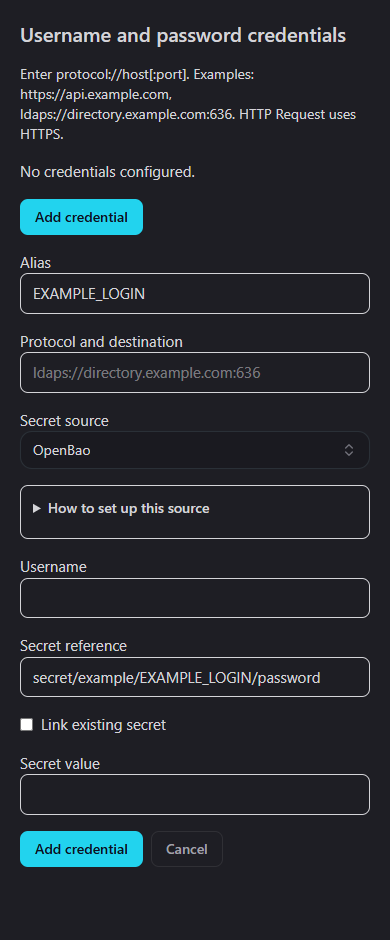 Username and password credentials
Enter protocol://host[:port]. Examples:
https://api.example.com,
ldaps://directory.example.com:636. HTTP Request uses
HTTPS.
No credentials configured.
Add credential
Alias
EXAMPLE_LOGIN
Protocol and destination
ldaps://directory.example.com:636
Secret source
OpenBao
How to set up this source
Username
Secret reference
secret/example/EXAMPLE_LOGIN/password
Link existing secret
Secret value
Add credential Cancel